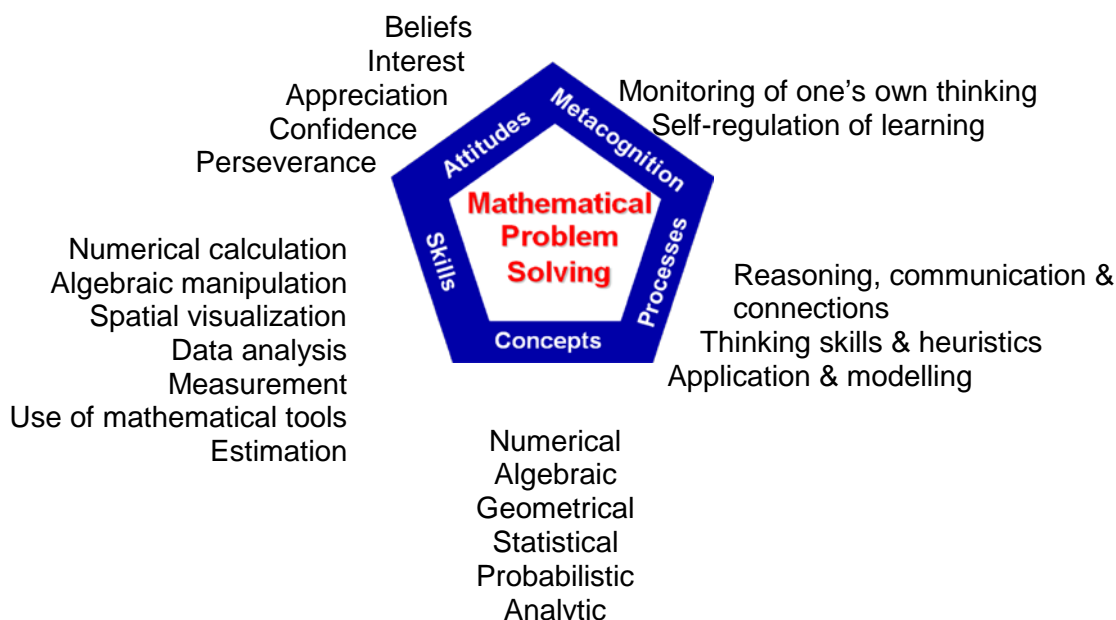 Beliefs
Interest
Appreciation
Confidence
Perseverance
Attitudes
Metacognition
Monitoring of one's own thinking
Self-regulation of learning
Mathematical
Problem
Solving
Skills
Numerical calculation
Algebraic manipulation
Spatial visualization
Data analysis
Measurement
Use of mathematical tools
Estimation
Processes
Reasoning, communication &
connections
Thinking skills & heuristics
Application & modelling
Concepts
Numerical
Algebraic
Geometrical
Statistical
Probabilistic
Analytic